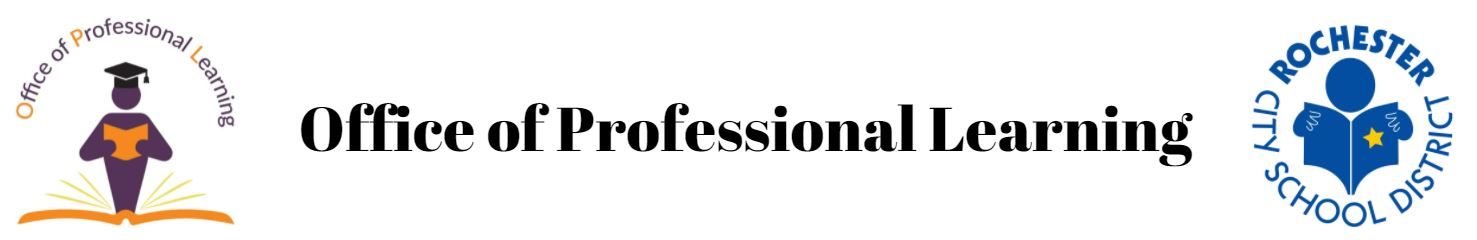 Office of Professional Learning
Office of Professional Learning
ROCHESTER
CITY SCHOOL DISTRICT